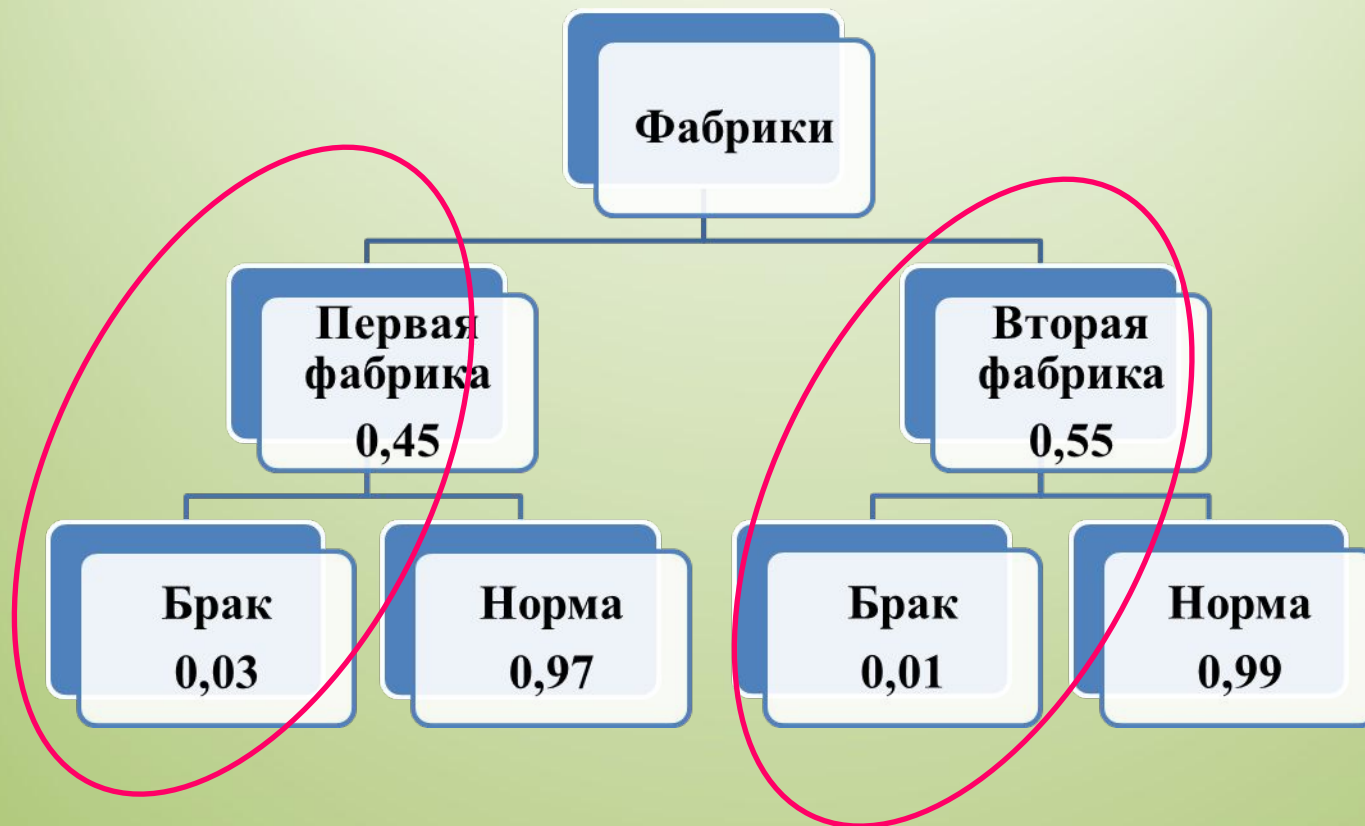 Фабрики
Первая
фабрика
0,45
Вторая
фабрика
0,55
Брак
0,03
Норма
0,97
Брак
0,01
Норма
0,99